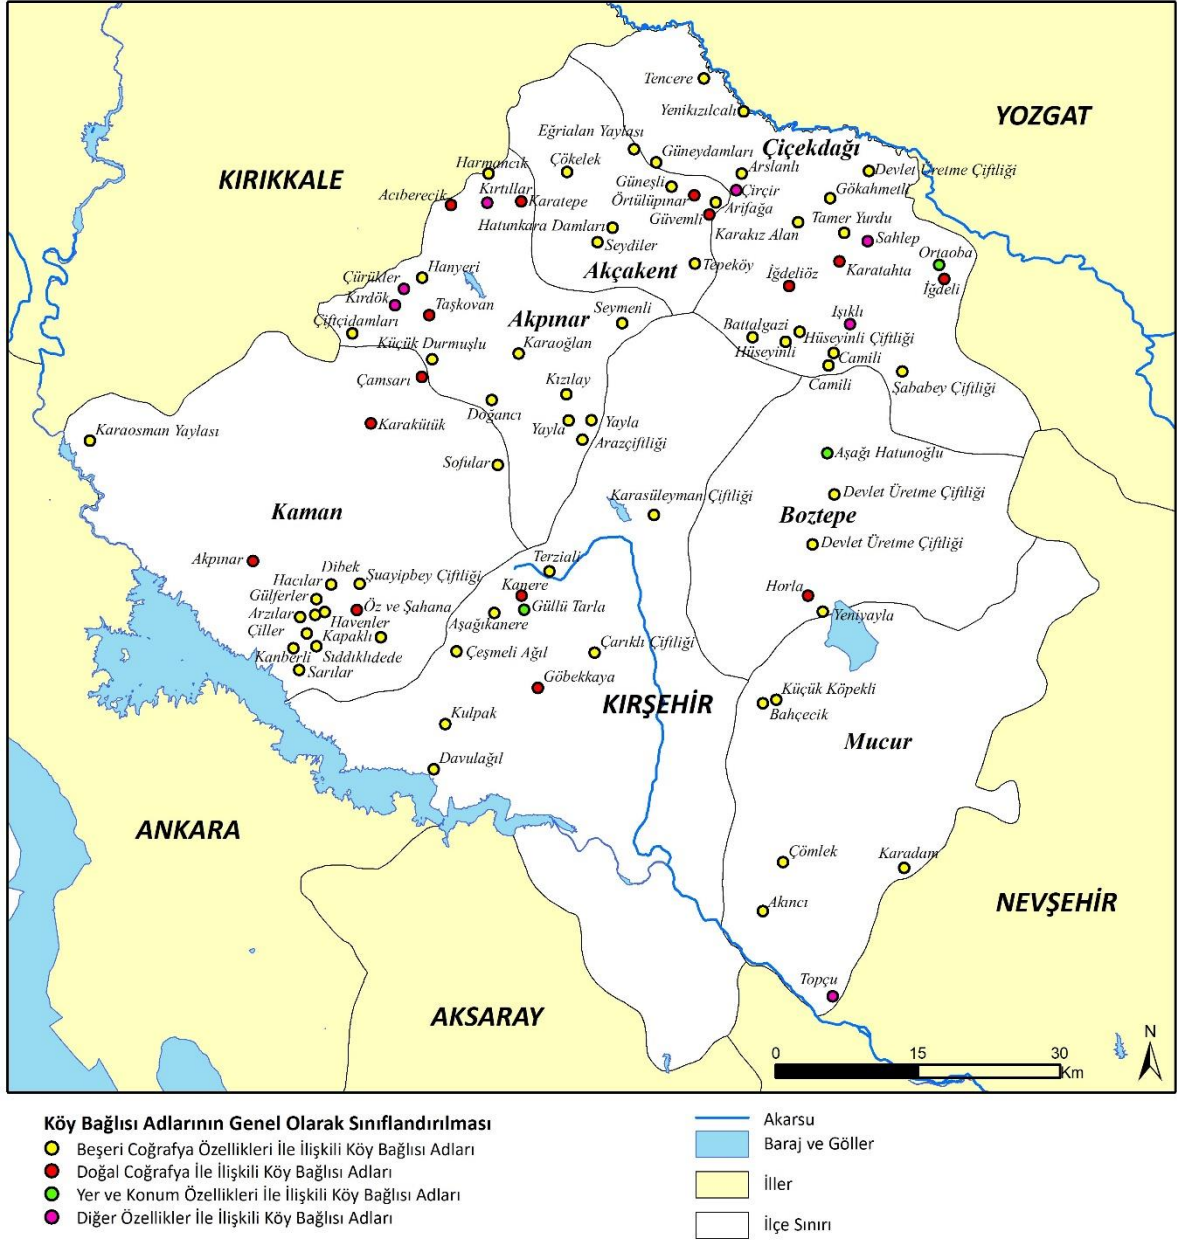 Tencere
YOZGAT
Yenikızılcalı
Eğrialan Yaylası
Çiçekdağı
Güneydamları
Çökelek
Harmancık
Arslanlı
Devlet Üretme Çiftliği
KIRIKKALE
Güneşli
Çirçir
Gökahmetli
Acıberecik
Kırtıllar
Karatepe
Örtülüpınar
Arifağa
Hatunkara Damları
Güvemli
Karakız Alan
Tamer Yurdu
Seydiler
Sahlep
Ortaoba
Akçakent
Tepeköy
Karatahta
Hanyeri
Çürükler
İğdeliöz
İğdeli
Kırdök
Taşkovan
Akpınar
Seymenli
Işıklı
Çiftçidamları
Battalgazi
Hüseyinli Çiftliği
Küçük Durmuşlu
Karaoğlan
Hüseyinli
Camili
Çamsarı
Kızılay
Camili
Şababey Çiftliği
Doğancı
Karakütük
Yayla
Yayla
Karaosman Yaylası
Arazçiftliği
Sofular
Aşağı Hatunoğlu
Karasüleyman Çiftliği
Devlet Üretme Çiftliği
Kaman
Boztepe
Devlet Üretme Çiftliği
Akpınar
Terziali
Dibek
Hacılar
Şuayipbey Çiftliği
Kanere
Horla
Gülferler
Öz ve Şahana
Güllü Tarla
Arzılar
Havenler
Aşağıkanere
Yeniyayla
Çiller
Kapaklı
Kanberli
Sıddıklıdede
Çeşmeli Ağıl
Çarıklı Çiftliği
Sarılar
Göbekkaya
Küçük Köpekli
KIRŞEHİR
Bahçecik
Kulpak
Mucur
Davulağıl
ANKARA
Çömlek
Karadam
Akıncı
NEVŞEHİR
Topçu
AKSARAY
N
0 15 30
Km
Köy Bağlısı Adlarının Genel Olarak Sınıflandırılması
Beşeri Coğrafya Özellikleri İle İlişkili Köy Bağlısı Adları
Doğal Coğrafya İle İlişkili Köy Bağlısı Adları
Yer ve Konum Özellikleri İle İlişkili Köy Bağlısı Adları
Diğer Özellikler İle İlişkili Köy Bağlısı Adları
Akarsu
Baraj ve Göller
İller
İlçe Sınırı